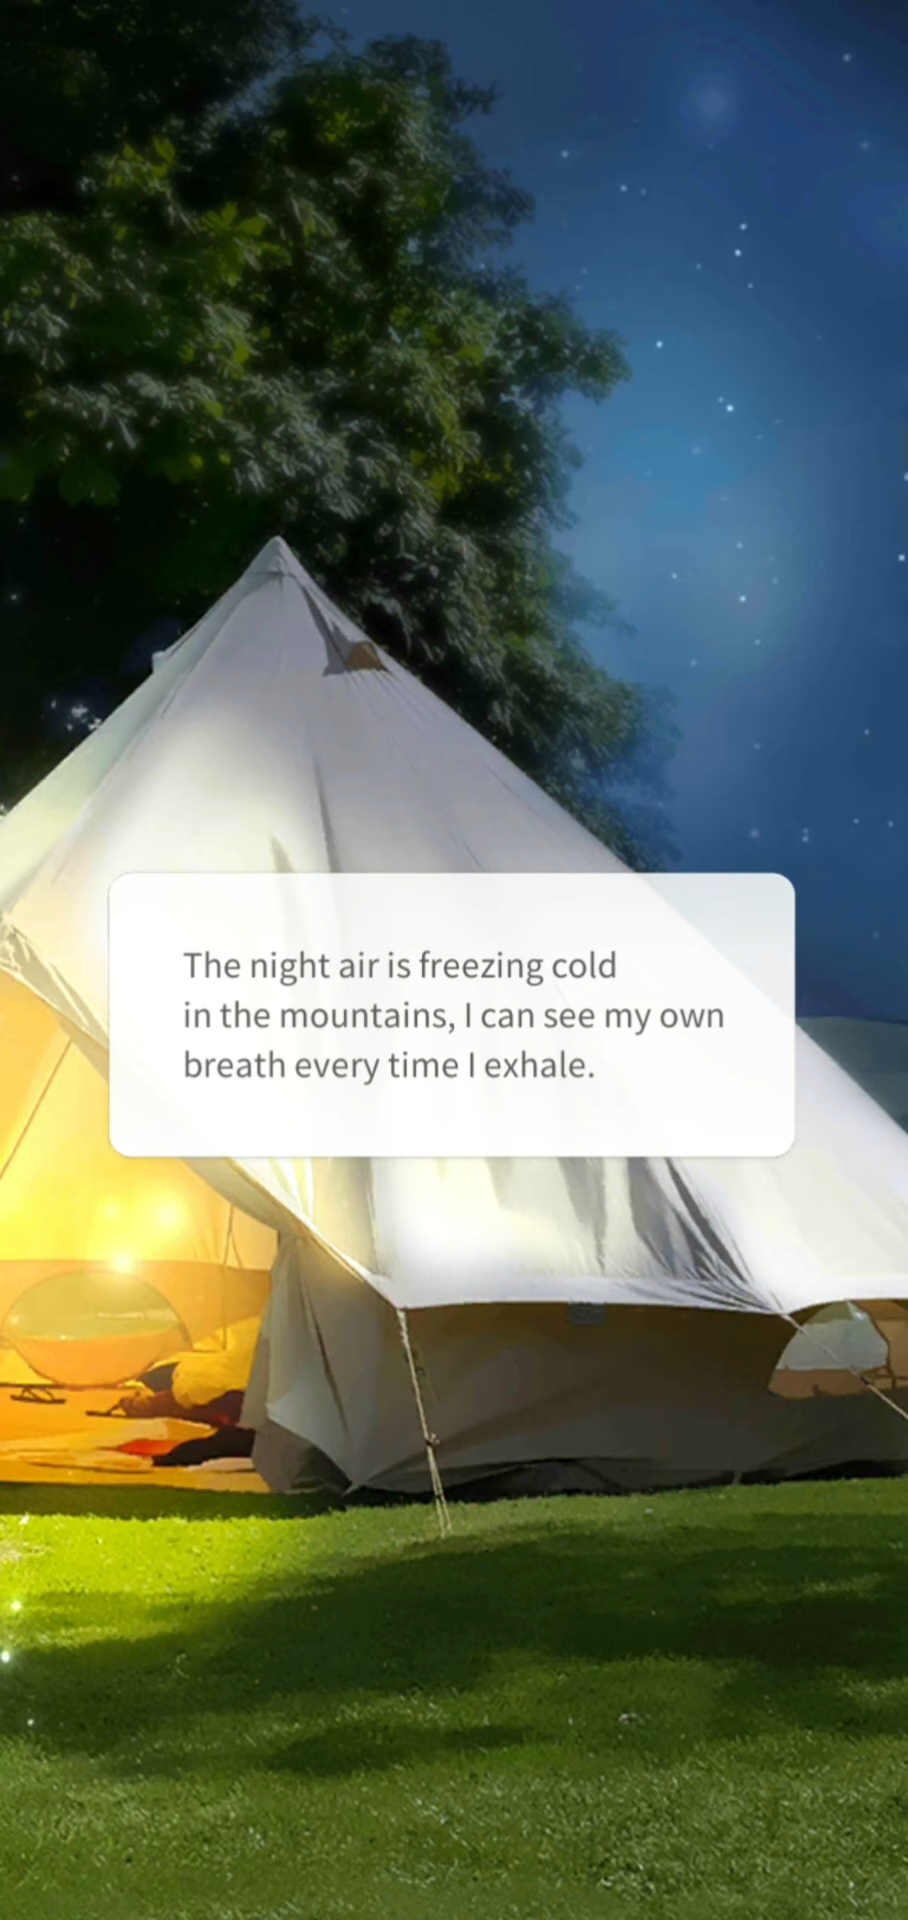 The night air is freezing cold
in the mountains, I can see my own
breath every time I exhale.